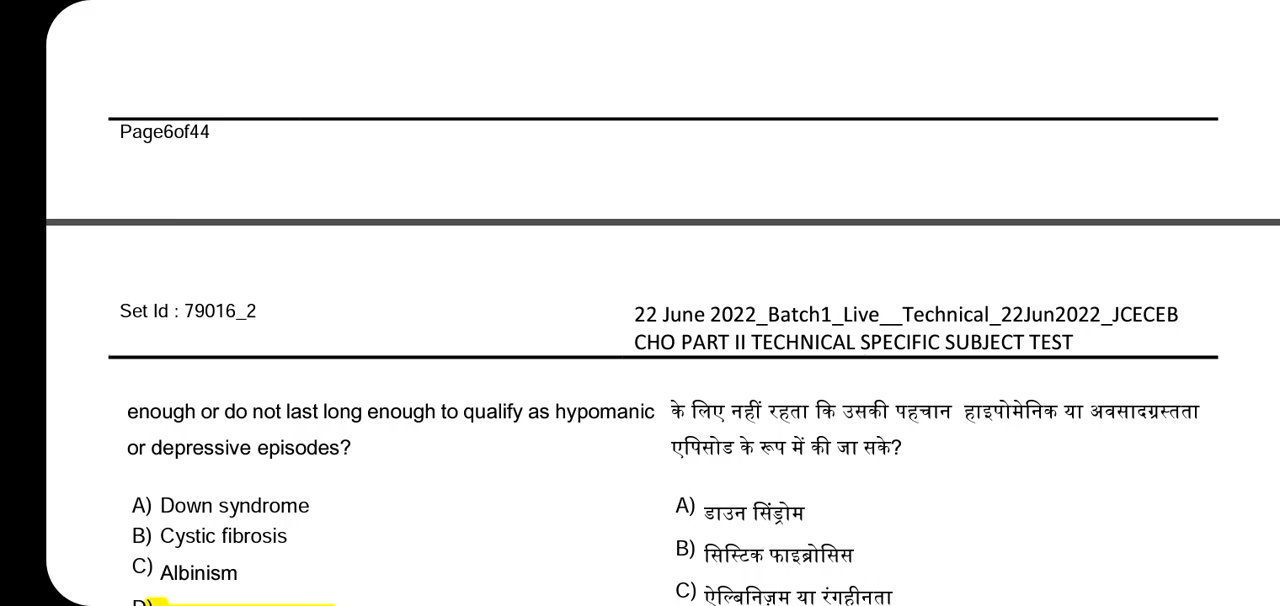 Page6of44
Set Id : 79016_2
22 June 2022_Batch1_Live__Technical_22Jun2022_JCECEB
CHO PART II TECHNICAL SPECIFIC SUBJECT TEST
enough or do not last long enough to qualify as hypomanic
or depressive episodes?
A) Down syndrome
B) Cystic fibrosis
C) Albinism
D)
के लिए नहीं रहता कि उसकी पहचान हाइपोमेनिक या अवसादग्रस्तता
एपिसोड के रूप में की जा सके?
A) डाउन सिंड्रोम
B) सिस्टिक फाइब्रोसिस
C) ऐल्बिनिज़म या रंगहीनता